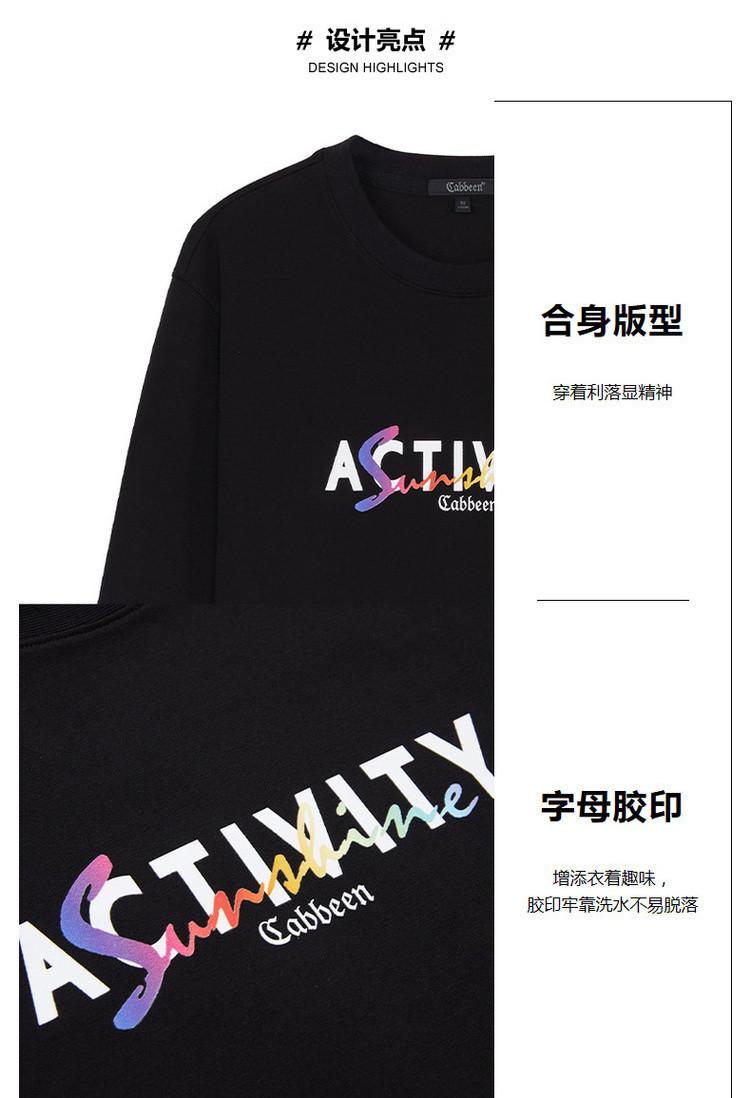 # 设计亮点 #
DESIGN HIGHLIGHTS
Cabbeen
合身版型
穿着利落显精神
ACTIV
Sunsh
Cabbeen
字母胶印
增添衣着趣味，
胶印牢靠洗水不易脱落
ACTIVITY
Sunshine
Cabbeen